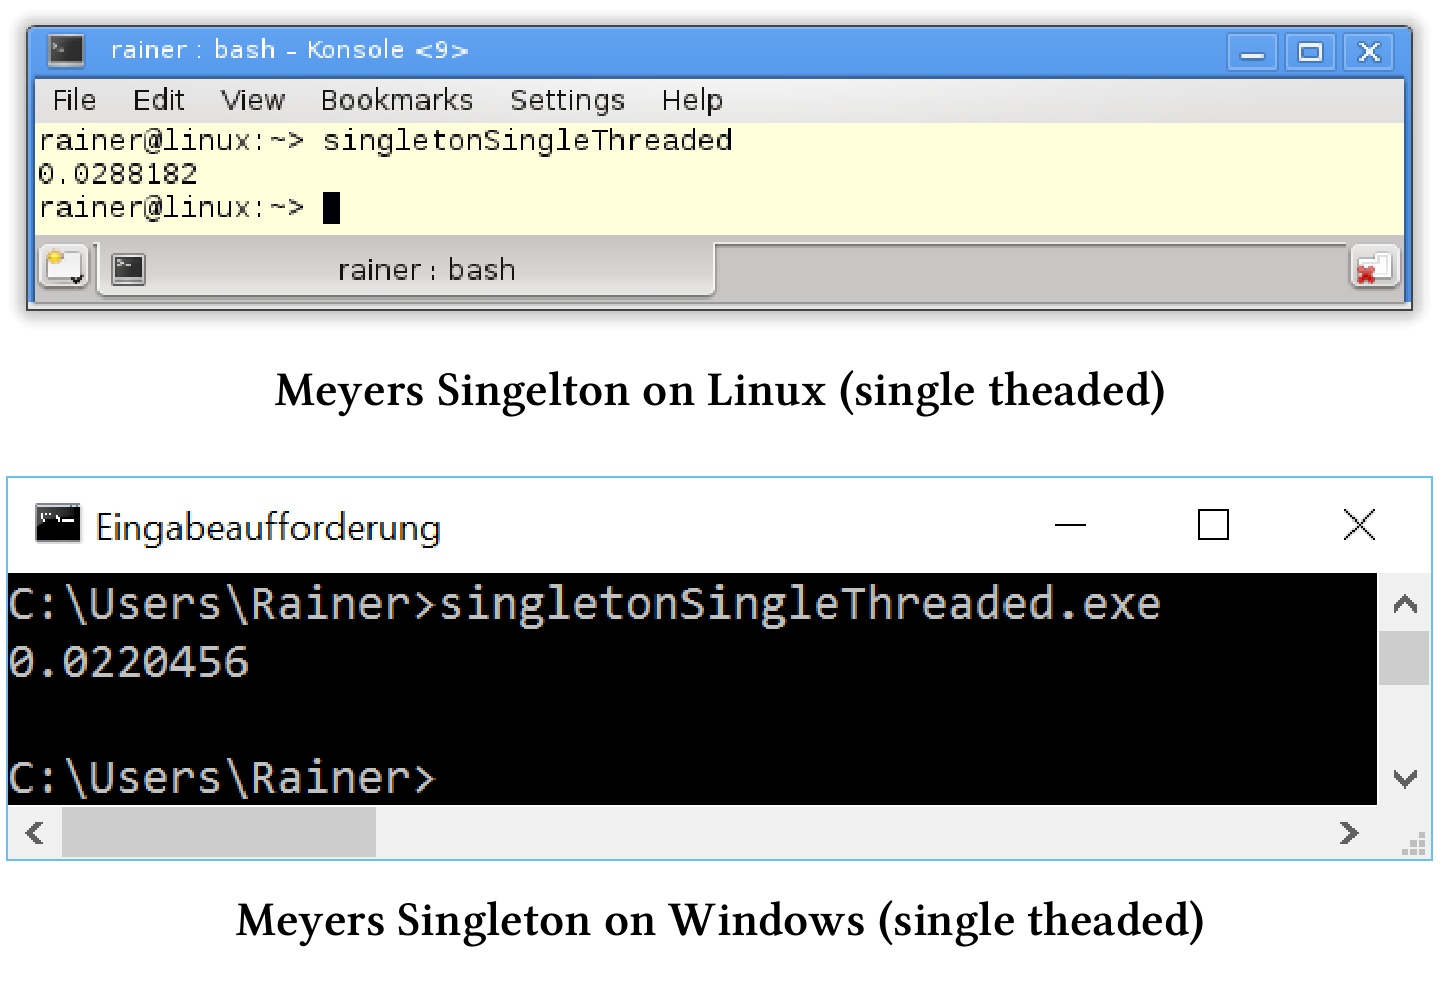 rainer : bash – Konsole <9>
File Edit View Bookmarks Settings Help
rainer@linux:~> singletonSingleThreaded
0.0288182
rainer@linux:~>
rainer : bash
Meyers Singelton on Linux (single theaded)
Eingabeaufforderung
C:\Users\Rainer>singletonSingleThreaded.exe
0.0220456
C:\Users\Rainer>
Meyers Singleton on Windows (single theaded)